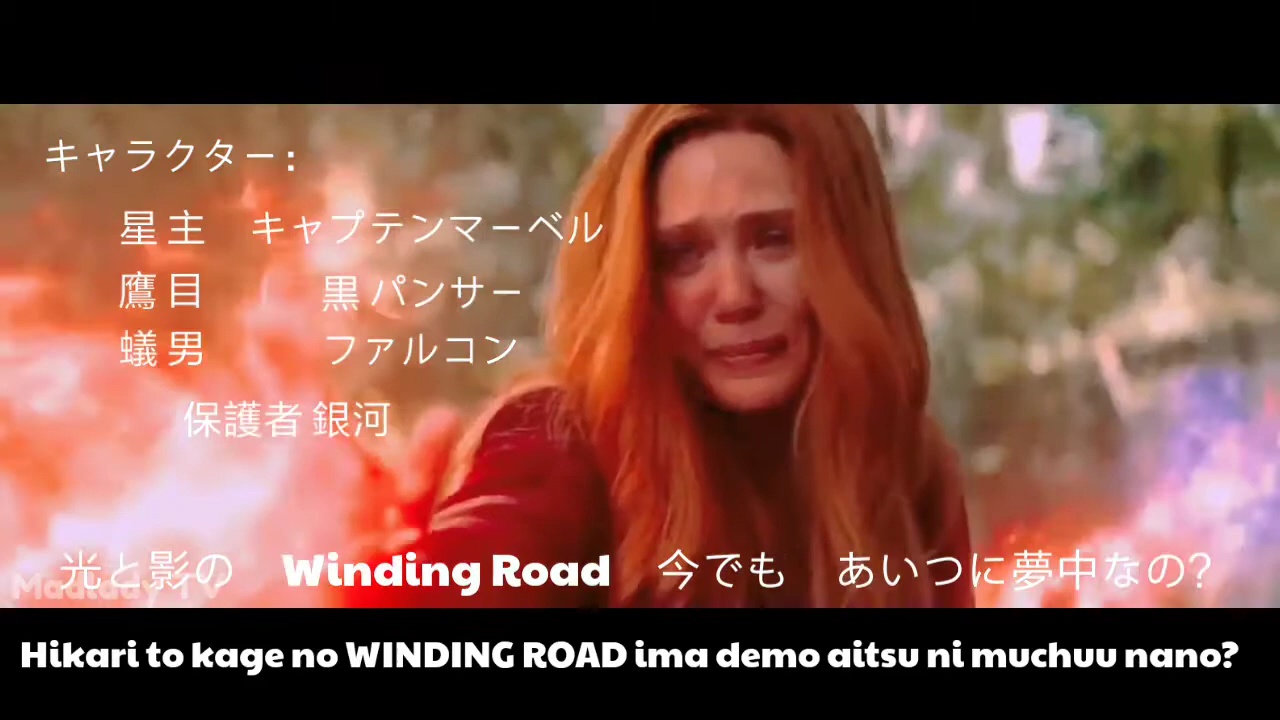 キャラクター:
星主 キャプテンマーベル
鷹目 黒パンサー
蟻男 ファルコン
保護者 銀河
光と影の Winding Road 今でも あいつに夢中なの?
Madlady TV
Hikari to kage no WINDING ROAD ima demo aitsu ni muchuu nano?